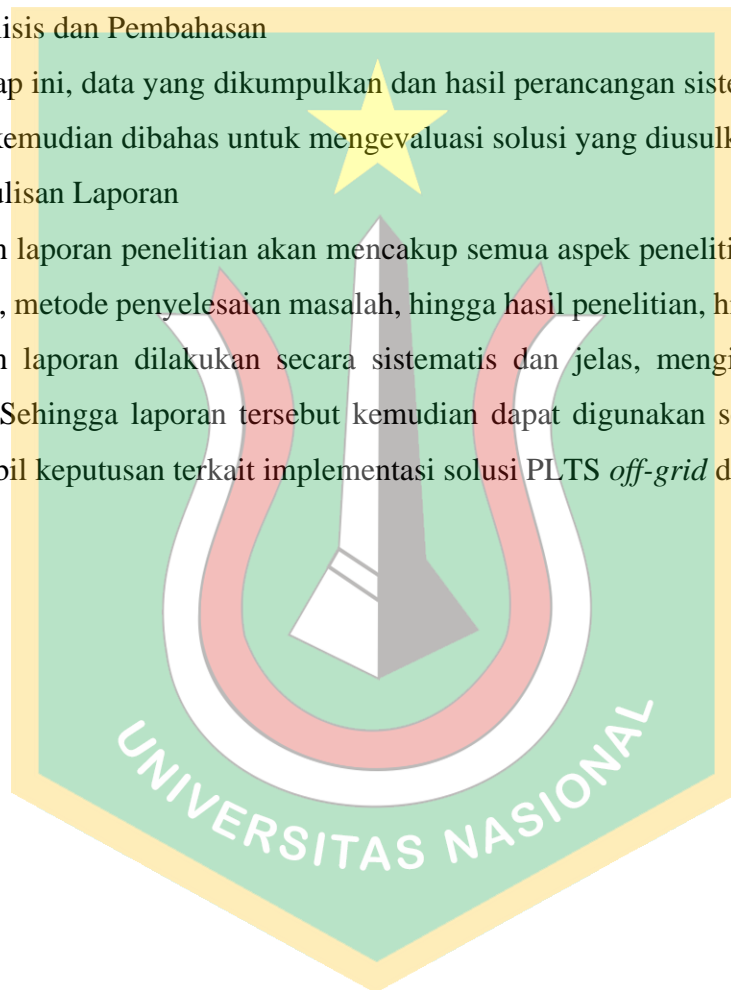 lisis dan Pembahasan
ap ini, data yang dikumpulkan dan hasil perancangan siste
kemudian dibahas untuk mengevaluasi solusi yang diusulk
ulisan Laporan
n laporan penelitian akan mencakup semua aspek peneliti
, metode penyelesaian masalah, hingga hasil penelitian, hi
n laporan dilakukan secara sistematis dan jelas, mengi
Sehingga laporan tersebut kemudian dapat digunakan s
bil keputusan terkait implementasi solusi PLTS off-grid d
UNIVERSITAS NASIONAL